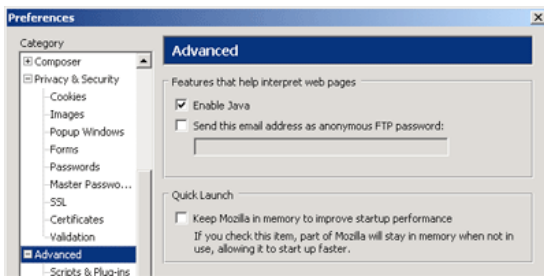 Preferences
Category
Composer
Privacy & Security
Cookies
Images
Popup Windows
Forms
Passwords
Master Passwo...
SSL
Certificates
Validation
Advanced
Scripts & Plug-ins
Advanced
Features that help interpret web pages
Enable Java
Send this email address as anonymous FTP password:
Quick Launch
Keep Mozilla in memory to improve startup performance
If you check this item, part of Mozilla will stay in memory when not in
use, allowing it to start up faster.